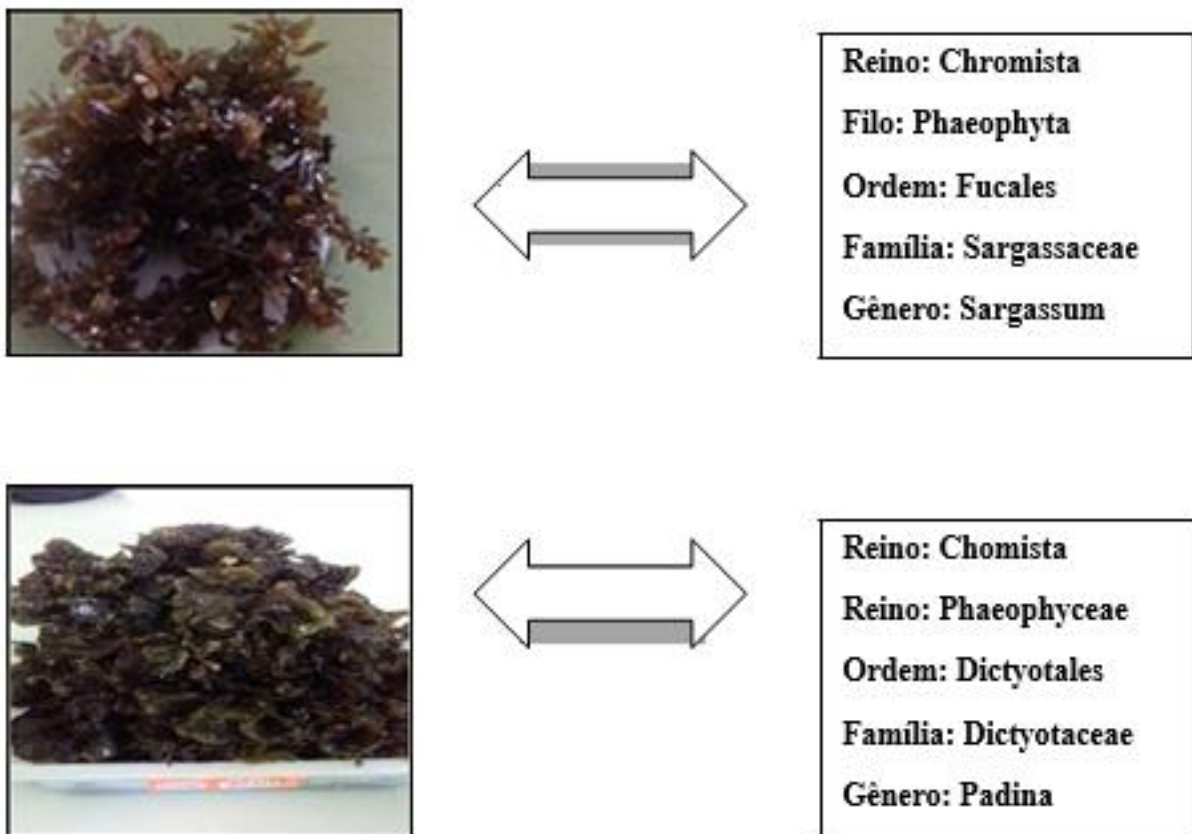 Reino: Chromista
Filo: Phaeophyta
Ordem: Fucales
Família: Sargassaceae
Gênero: Sargassum
Reino: Chomista
Reino: Phaeophyceae
Ordem: Dictyotales
Família: Dictyotaceae
Gênero: Padina